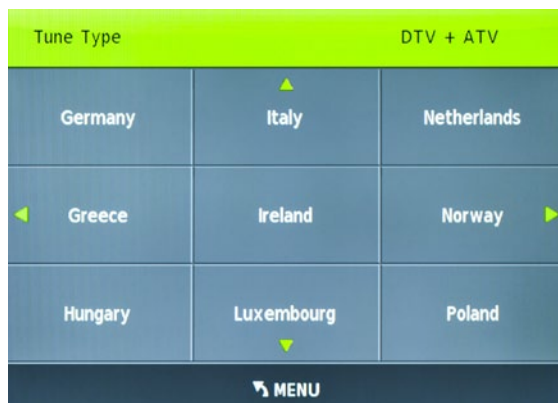 Tune Type DTV + ATV
Germany Italy Netherlands
Greece Ireland Norway
Hungary Luxembourg Poland
MENU